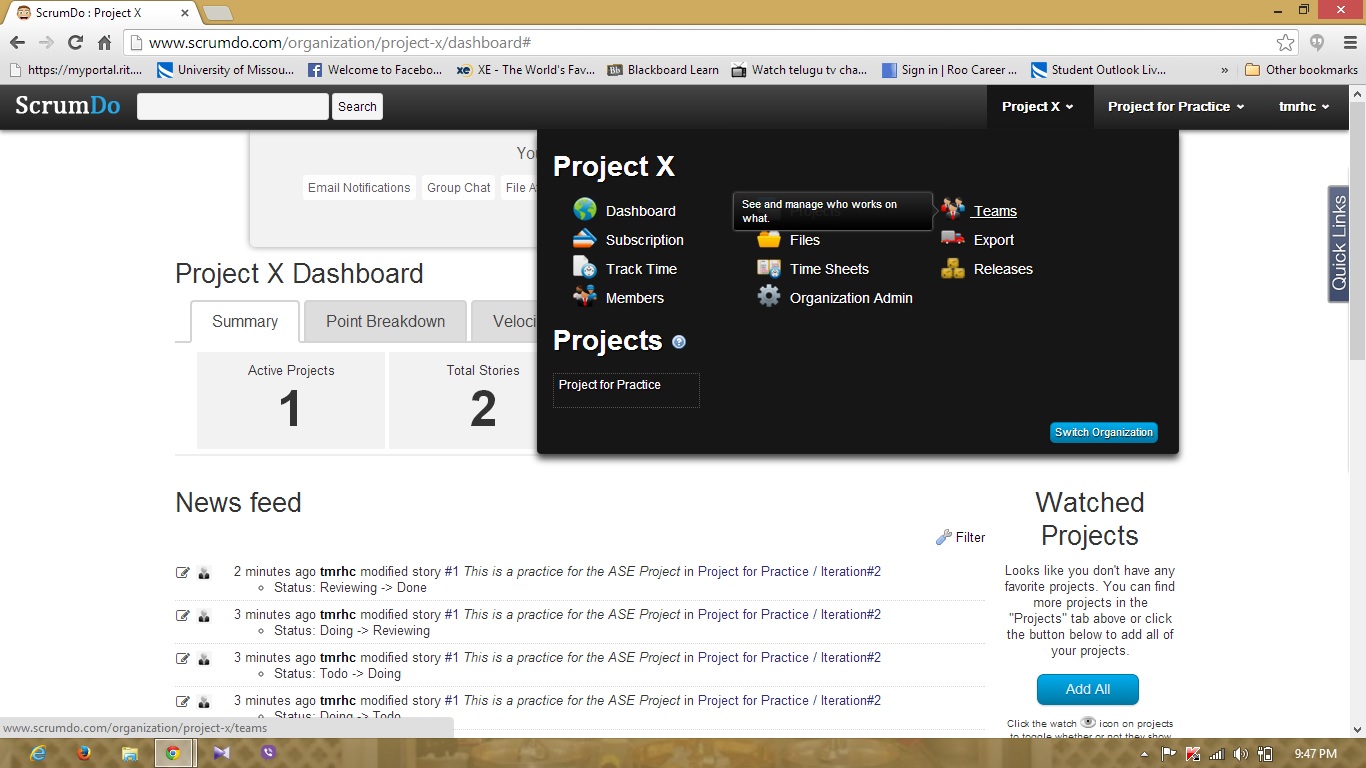 ScrumDo : Project X
www.scrumdo.com/organization/project-x/dashboard#
https://myportal.rit.... University of Missou... Welcome to Facebo... XE - The World's Fav... Blackboard Learn Watch telugu tv cha... Sign in | Roo Career ... Student Outlook Liv... » Other bookmarks
ScrumDo Search Project X Project for Practice tmrhc
You
Email Notifications Group Chat File A
Project X
Dashboard Projects Teams
See and manage who works on
what.
Subscription Files Export
Track Time Time Sheets Releases
Members Organization Admin
Projects
Project for Practice
Switch Organization
Quick Links
Project X Dashboard
Summary Point Breakdown Veloci
Active Projects Total Stories
1 2
News feed
Filter
2 minutes ago tmrhc modified story #1 This is a practice for the ASE Project in Project for Practice / Iteration#2
Status: Reviewing -> Done
3 minutes ago tmrhc modified story #1 This is a practice for the ASE Project in Project for Practice / Iteration#2
Status: Doing -> Reviewing
3 minutes ago tmrhc modified story #1 This is a practice for the ASE Project in Project for Practice / Iteration#2
Status: Todo -> Doing
3 minutes ago tmrhc modified story #1 This is a practice for the ASE Project in Project for Practice / Iteration#2
Status: Doing -> Todo
Watched
Projects
Looks like you don't have any
favorite projects. You can find
more projects in the
"Projects" tab above or click
the button below to add all of
your projects.
Add All
Click the watch icon on projects
to toggle whether or not they show
www.scrumdo.com/organization/project-x/teams
9:47 PM